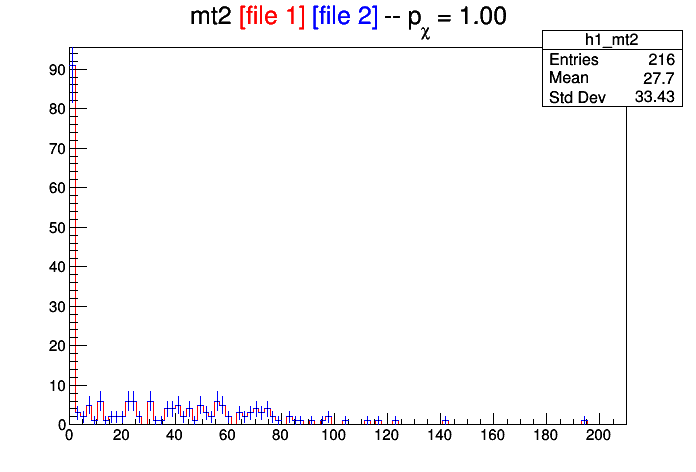 mt2 [file 1] [file 2] -- pχ = 1.00
h1_mt2
Entries 216
Mean 27.7
Std Dev 33.43
90
80
70
60
50
40
30
20
10
0
0 20 40 60 80 100 120 140 160 180 200